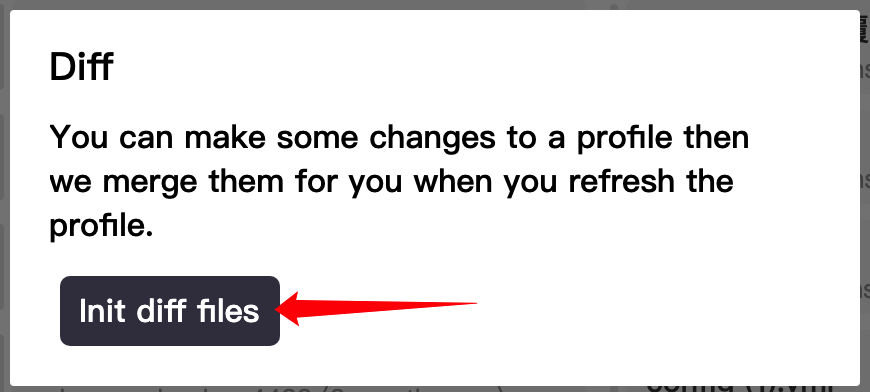 Diff
You can make some changes to a profile then
we merge them for you when you refresh the
profile.
Init diff files